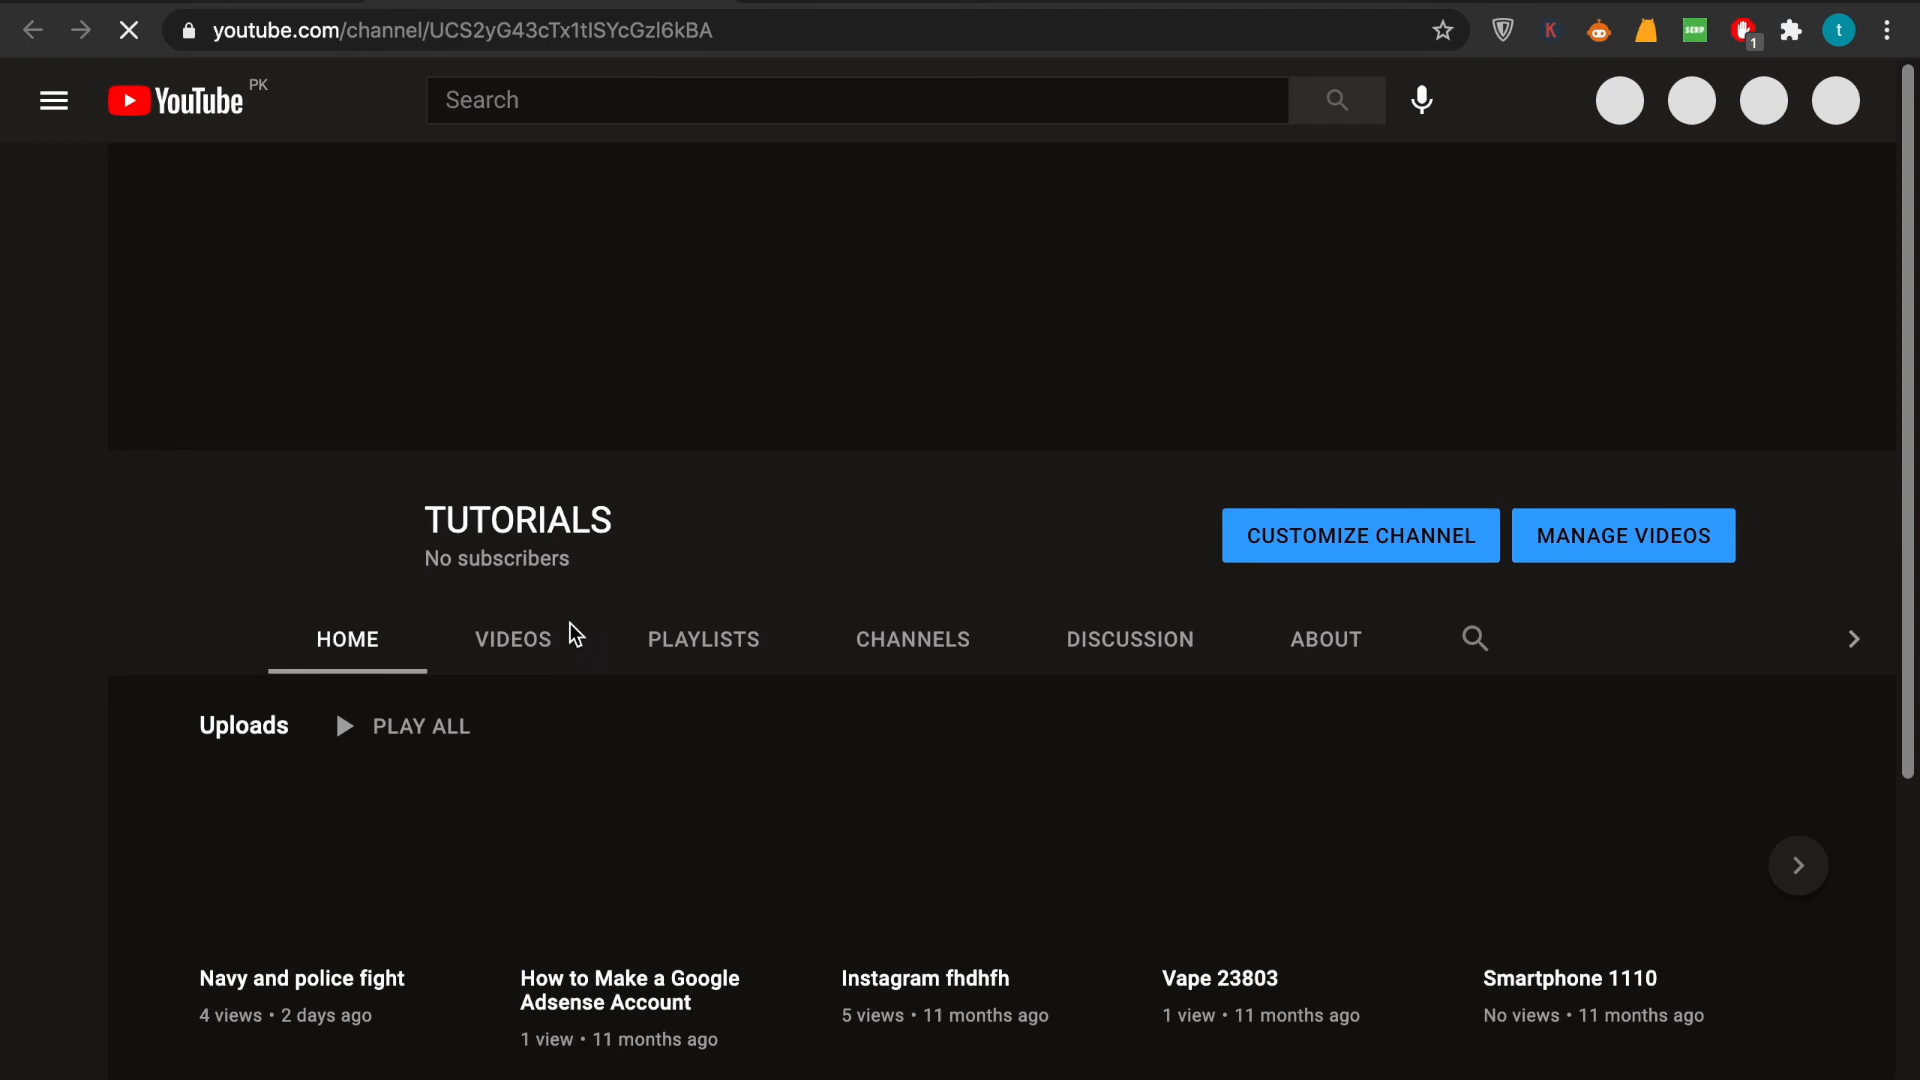 youtube.com/channel/UCS2yG43cTx1tISYcGzl6kBA
K
SERP
1
t
YouTube PK
Search
TUTORIALS
No subscribers
CUSTOMIZE CHANNEL
MANAGE VIDEOS
HOME
VIDEOS
PLAYLISTS
CHANNELS
DISCUSSION
ABOUT
Uploads
PLAY ALL
Navy and police fight
4 views • 2 days ago
How to Make a Google
Adsense Account
1 view • 11 months ago
Instagram fhdhfh
5 views • 11 months ago
Vape 23803
1 view • 11 months ago
Smartphone 1110
No views • 11 months ago